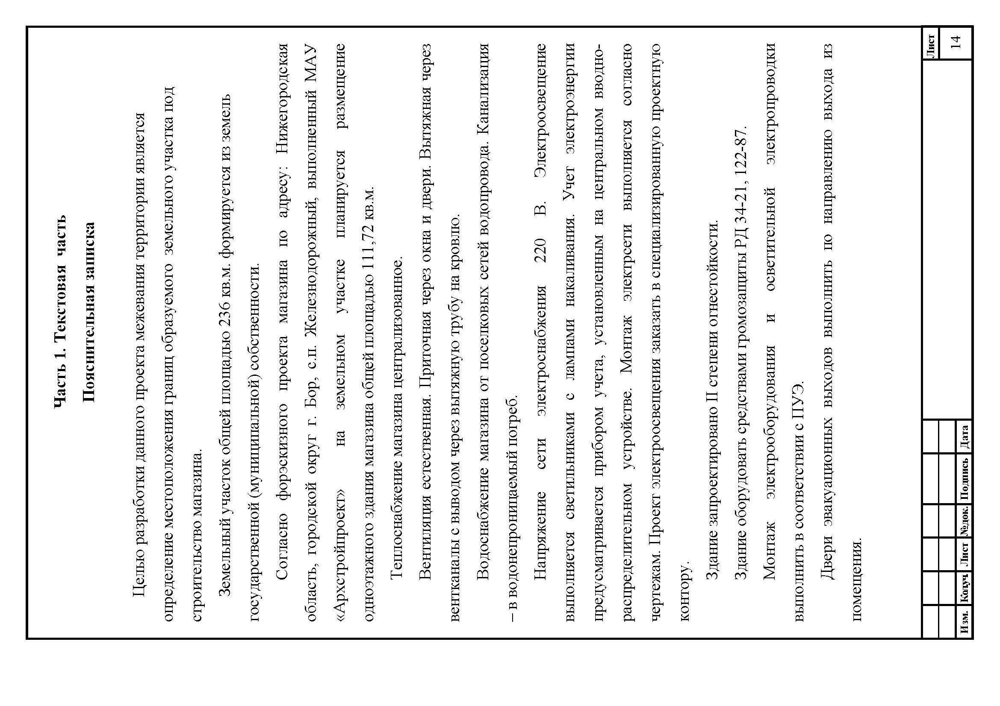 Часть 1. Текстовая часть
Пояснительная записка
Целью разработки данного проекта межевания территории является
определение местоположения границ образуемого земельного участка под
строительство магазина.
Земельный участок общей площадью 236 кв.м. формируется из земель
государственной (муниципальной) собственности.
Согласно форэскизного проекта магазина по адресу: Нижегородская
область, городской округ г. Бор, с.п. Железнодорожный, выполненный МАУ
«Архстройпроект» на земельном участке планируется размещение
одноэтажного здания магазина общей площадью 111,72 кв.м.
Теплоснабжение магазина централизованное.
Вентиляция естественная. Приточная через окна и двери. Вытяжная через
вентканалы с выводом через вытяжную трубу на кровлю.
Водоснабжение магазина от поселковых сетей водопровода. Канализация
– в водонепроницаемый погреб.
Напряжение сети электроснабжения 220 В. Электроосвещение
выполняется светильниками с лампами накаливания. Учет электроэнергии
предусматривается прибором учета, установленным на центральном вводно-
распределительном устройстве. Монтаж электрсети выполняется согласно
чертежам. Проект электроосвещения заказать в специализированную проектную
контору.
Здание запроектировано II степени огнестойкости.
Здание оборудовать средствами громозащиты РД 34-21, 122-87.
Монтаж электрооборудования и осветительной электропроводки
выполнить в соответствии с ПУЭ.
Двери эвакуационных выходов выполнить по направлению выхода из
помещения.
Изм. Колуч. Лист №док. Подпись Дата
Лист
14